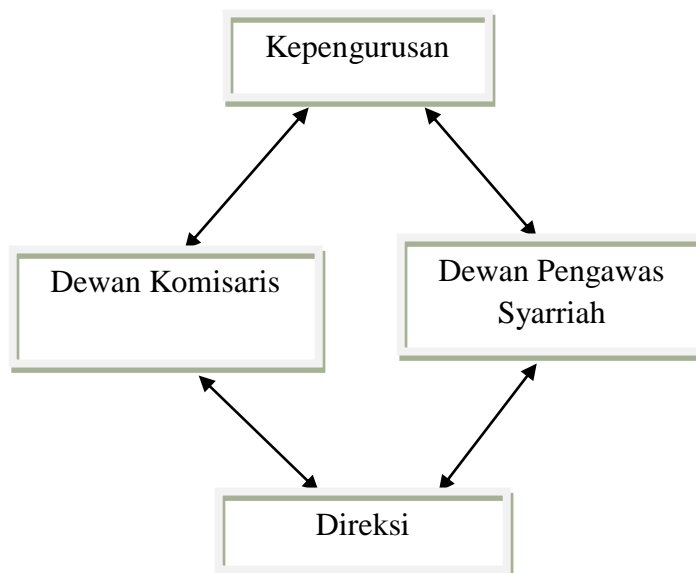 Kepengurusan
Dewan Komisaris
Dewan Pengawas
Syarriah
Direksi